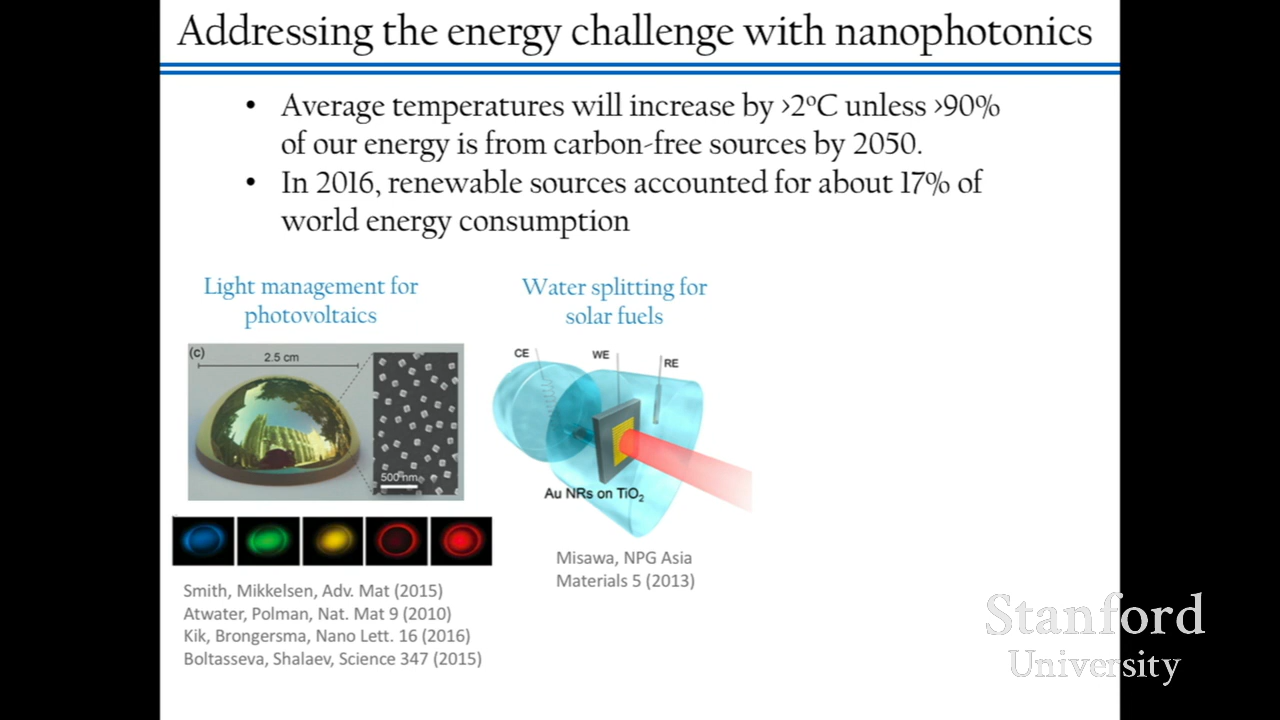 Addressing the energy challenge with nanophotonics
• Average temperatures will increase by >2ºC unless >90%
of our energy is from carbon-free sources by 2050.
• In 2016, renewable sources accounted for about 17% of
world energy consumption
Light management for
photovoltaics
(c)
2.5 cm
500 nm
Smith, Mikkelsen, Adv. Mat (2015)
Atwater, Polman, Nat. Mat 9 (2010)
Kik, Brongersma, Nano Lett. 16 (2016)
Boltasseva, Shalaev, Science 347 (2015)
Water splitting for
solar fuels
CE
WE
RE
Au NRs on TiO₂
Misawa, NPG Asia
Materials 5 (2013)
Stanford
University